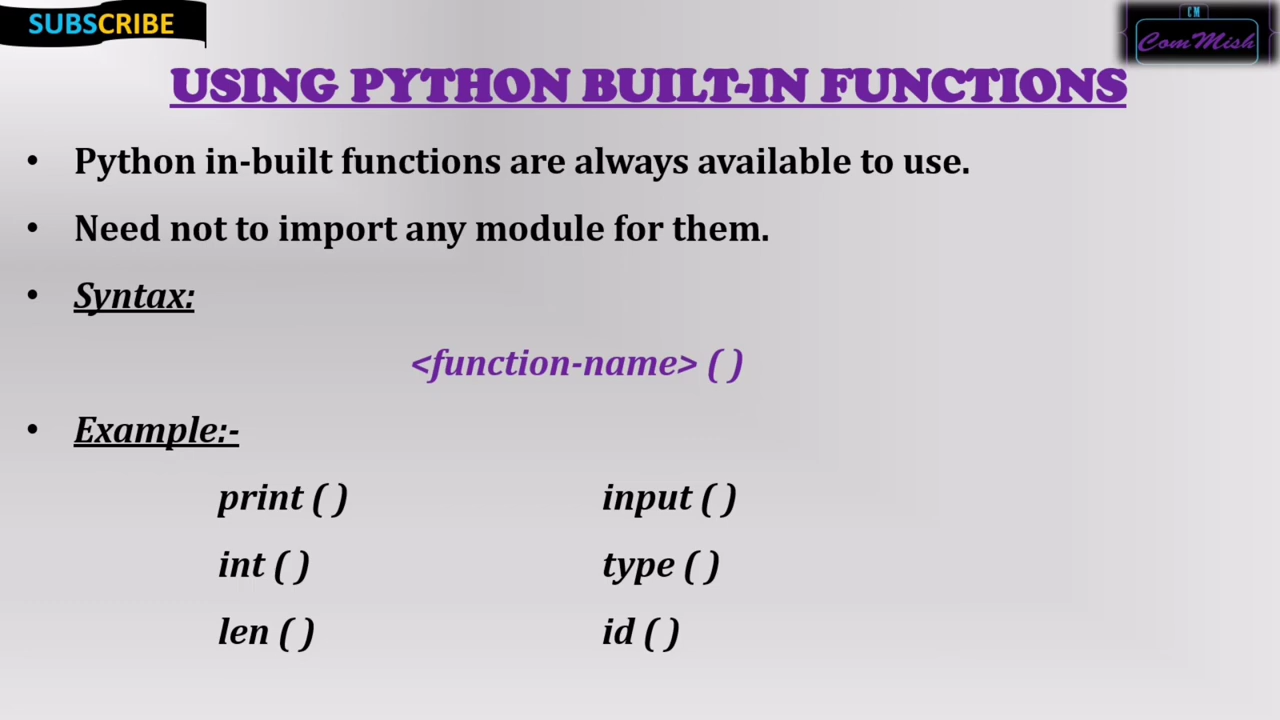 SUBSCRIBE
CM
ComMish
USING PYTHON BUILT-IN FUNCTIONS
• Python in-built functions are always available to use.
• Need not to import any module for them.
• Syntax:
<function-name> ( )
• Example:-
print ( ) input ( )
int ( ) type ( )
len ( ) id ( )